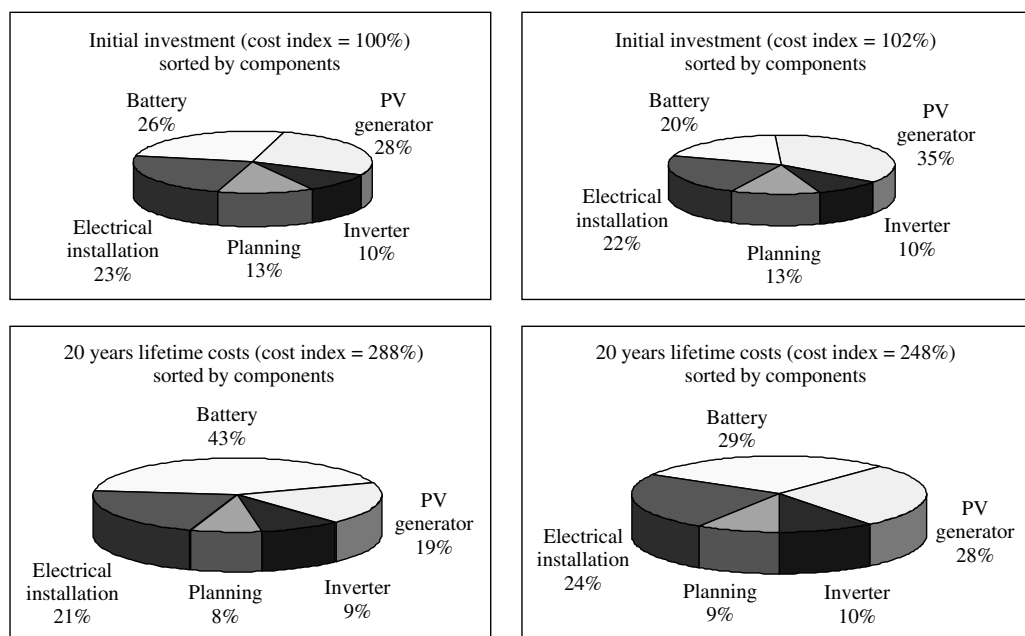 Initial investment (cost index = 100%)
sorted by components
Battery
26%
PV
generator
28%
Electrical
installation
23%
Planning
13%
Inverter
10%
Initial investment (cost index = 102%)
sorted by components
Battery
20%
PV
generator
35%
Electrical
installation
22%
Planning
13%
Inverter
10%
20 years lifetime costs (cost index = 288%)
sorted by components
Battery
43%
PV
generator
19%
Electrical
installation
21%
Planning
8%
Inverter
9%
20 years lifetime costs (cost index = 248%)
sorted by components
Battery
29%
PV
generator
28%
Electrical
installation
24%
Planning
9%
Inverter
10%